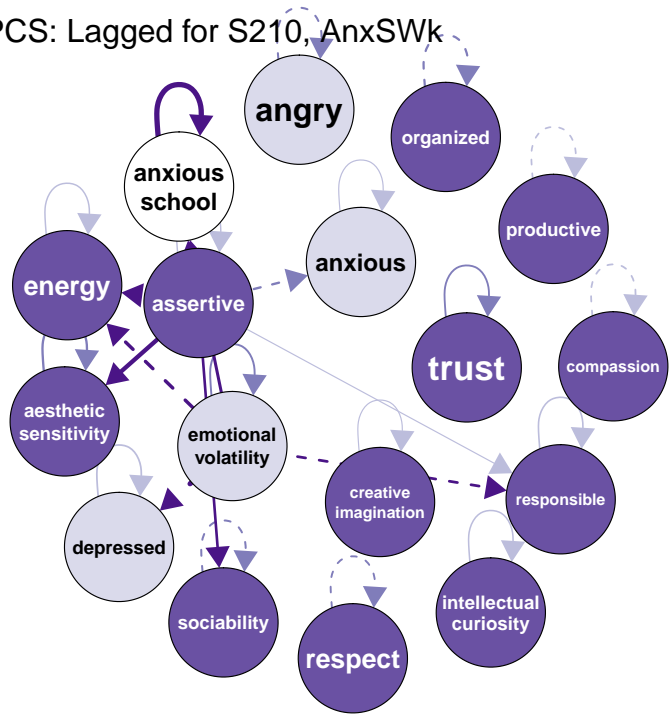 PCS: Lagged for S210, AnxSWk
angry
organized
anxious
school
productive
anxious
energy
assertive
trust
compassion
aesthetic
sensitivity
emotional
volatility
creative
imagination
responsible
depressed
sociability
intellectual
curiosity
respect